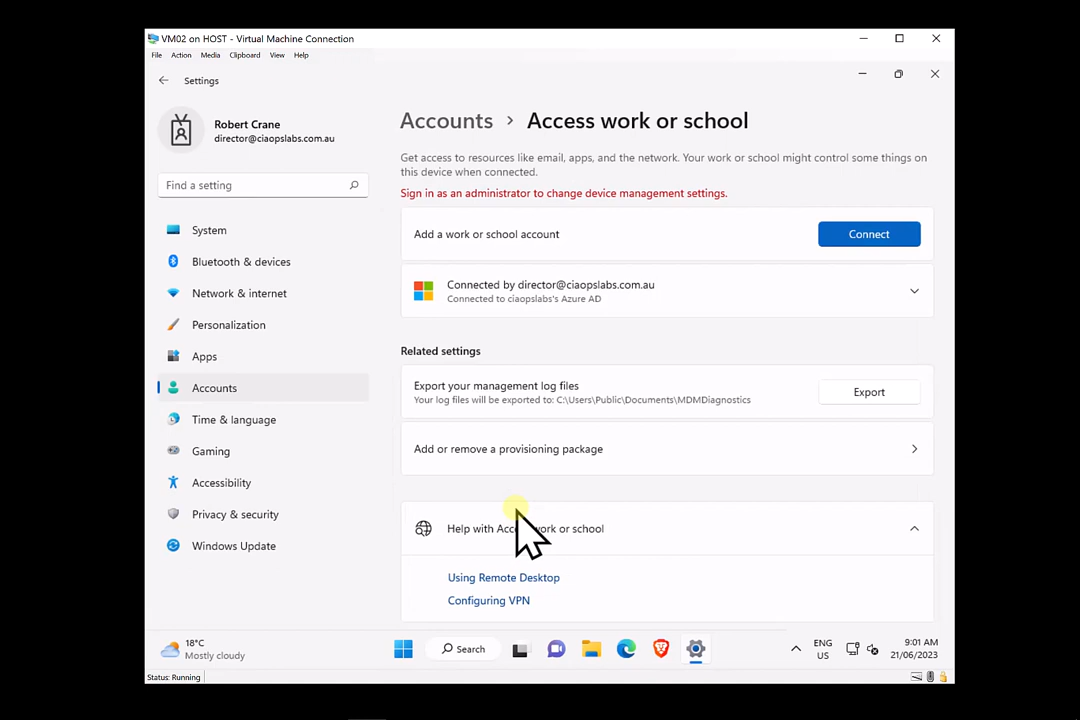 VM02 on HOST - Virtual Machine Connection
File Action Media Clipboard View Help
Settings
Robert Crane
director@ciaopslabs.com.au
Find a setting
System
Bluetooth & devices
Network & internet
Personalization
Apps
Accounts
Time & language
Gaming
Accessibility
Privacy & security
Windows Update
Accounts > Access work or school
Get access to resources like email, apps, and the network. Your work or school might control some things on
this device when connected.
Sign in as an administrator to change device management settings.
Add a work or school account
Connect
Connected by director@ciaopslabs.com.au
Connected to ciaopslabs's Azure AD
Related settings
Export your management log files
Your log files will be exported to: C:\Users\Public\Documents\MDMDiagnostics
Export
Add or remove a provisioning package
Help with Access work or school
Using Remote Desktop
Configuring VPN
18°C
Mostly cloudy
Search
ENG
US
9:01 AM
21/06/2023
Status: Running